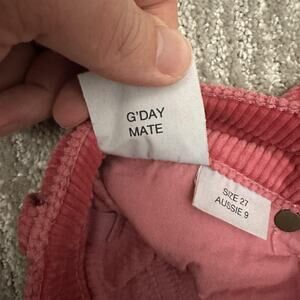 G'DAY
MATE
SIZE 27
AUSSIE 9